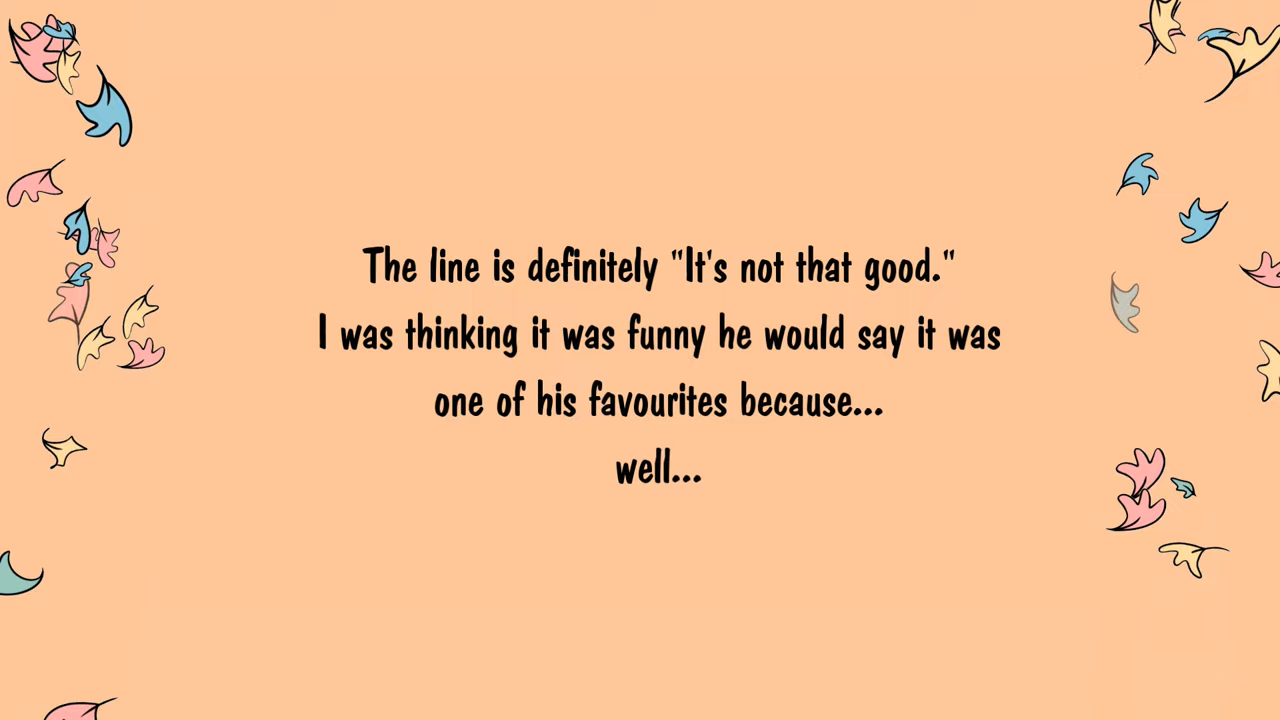 The line is definitely "It's not that good."
I was thinking it was funny he would say it was
one of his favourites because...
well...